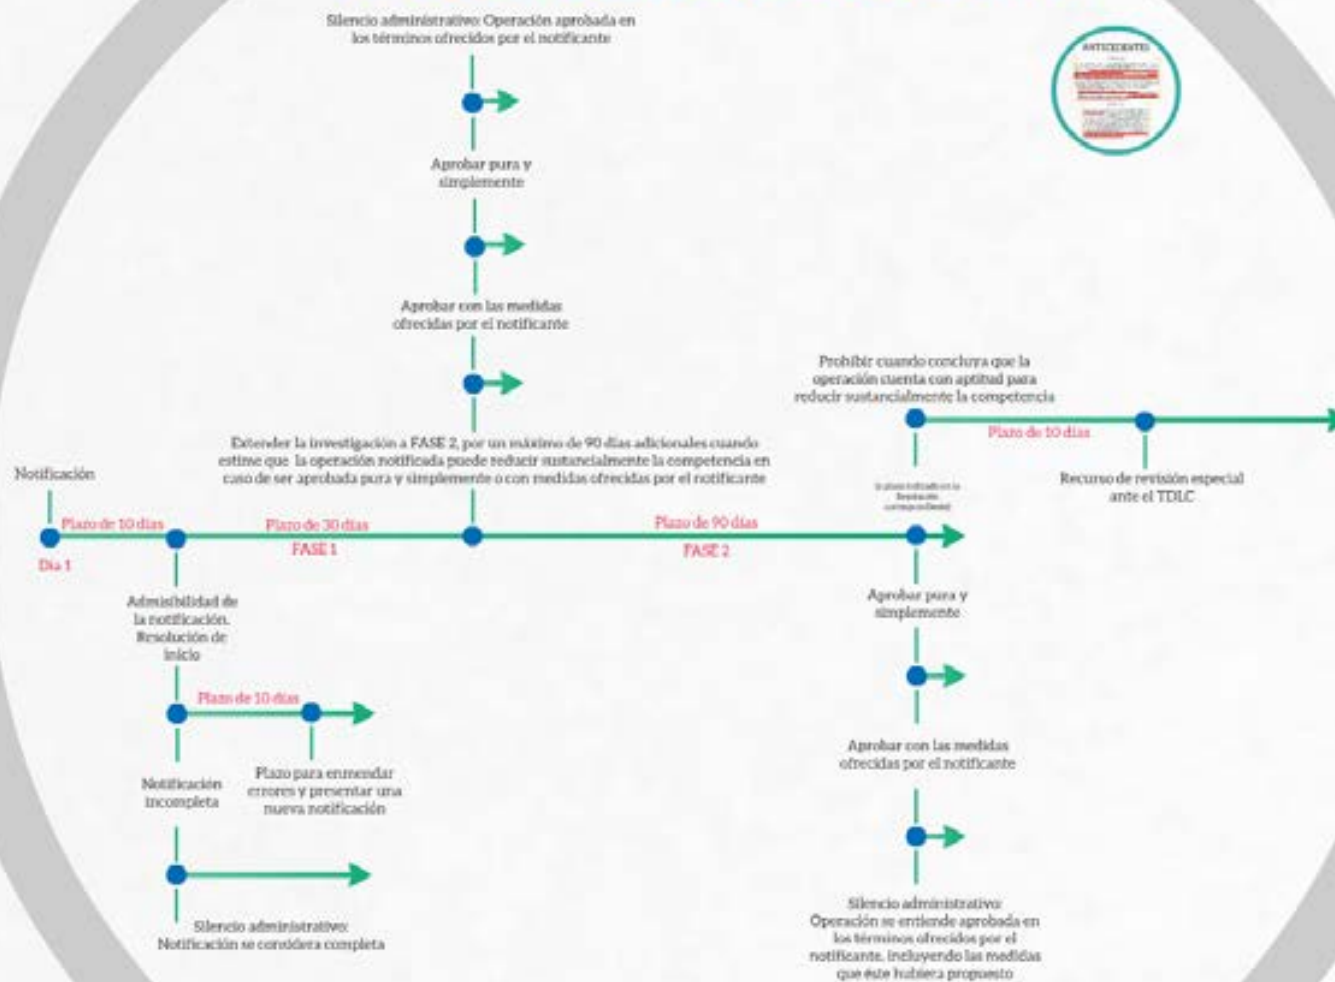 Silencio administrativo: Operación aprobada en
los términos ofrecidos por el notificante
ANTECEDENTES
Aprobar pura y
simplemente
Aprobar con las medidas
ofrecidas por el notificante
Prohibir cuando concluya que la
operación cuenta con aptitud para
reducir sustancialmente la competencia
Plazo de 10 días
Recurso de revisión especial
ante el TDLC
Extender la investigación a FASE 2, por un máximo de 90 días adicionales cuando
estime que la operación notificada puede reducir sustancialmente la competencia en
caso de ser aprobada pura y simplemente o con medidas ofrecidas por el notificante
Notificación
Plazo de 10 días
Plazo de 30 días
Plazo de 90 días
Día 1
FASE 1
FASE 2
Admisibilidad de
la notificación.
Resolución de
inicio
Aprobar pura y
simplemente
Plazo de 10 días
Notificación
incompleta
Plazo para enmendar
errores y presentar una
nueva notificación
Aprobar con las medidas
ofrecidas por el notificante
Silencio administrativo:
Notificación se considera completa
Silencio administrativo:
Operación se entiende aprobada en
los términos ofrecidos por el
notificante, incluyendo las medidas
que éste hubiera propuesto